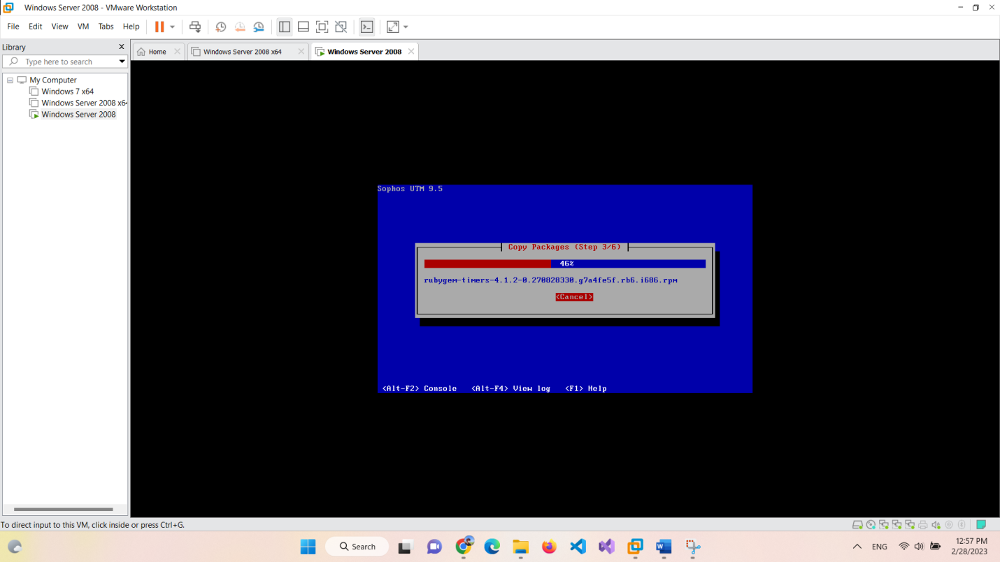 Windows Server 2008 - VMware Workstation
File Edit View VM Tabs Help
Library
Type here to search
My Computer
Windows 7 x64
Windows Server 2008 x64
Windows Server 2008
Home
Windows Server 2008 x64
Windows Server 2008
Sophos UTM 9.5
Copy Packages (Step 3/6)
46%
rubygem-timers-4.1.2-0.270828330.g7a4fe5f.rb6.i686.rpm
<Cancel>
<Alt-F2> Console <Alt-F4> View log <F1> Help
To direct input to this VM, click inside or press Ctrl+G.
Search
ENG
12:57 PM
2/28/2023